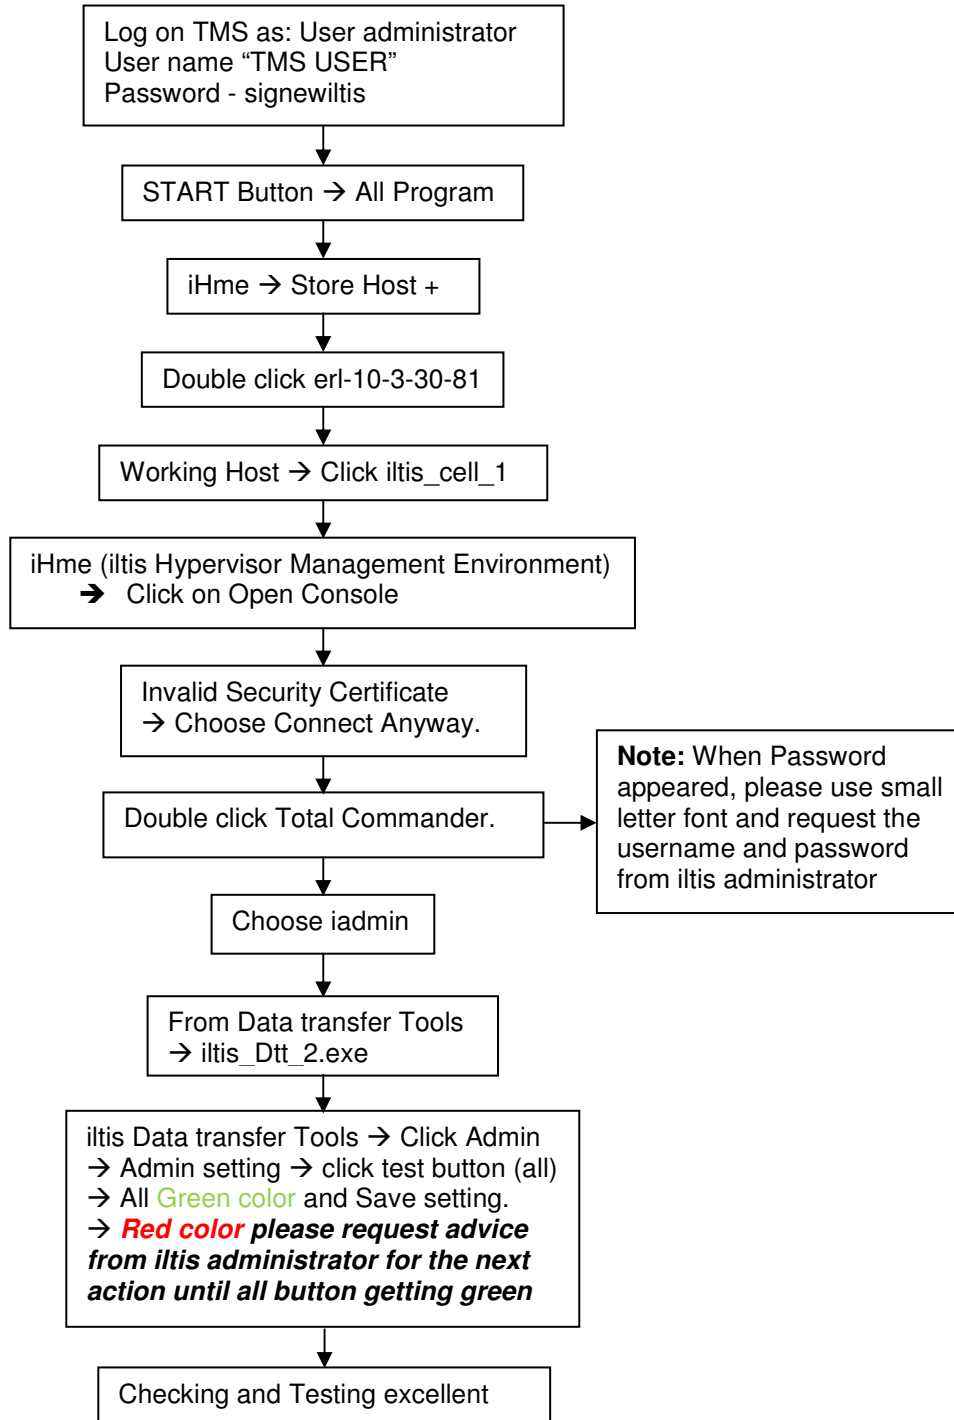 Log on TMS as: User administrator
User name “TMS USER”
Password - signewiltis
START Button → All Program
iHme → Store Host +
Double click erl-10-3-30-81
Working Host → Click iltis_cell_1
iHme (iltis Hypervisor Management Environment)
→ Click on Open Console
Invalid Security Certificate
→ Choose Connect Anyway.
Double click Total Commander.
Note: When Password
appeared, please use small
letter font and request the
username and password
from iltis administrator
Choose iadmin
From Data transfer Tools
→ iltis_Dtt_2.exe
iltis Data transfer Tools → Click Admin
→ Admin setting → click test button (all)
→ All Green color and Save setting.
→ Red color please request advice
from iltis administrator for the next
action until all button getting green
Checking and Testing excellent